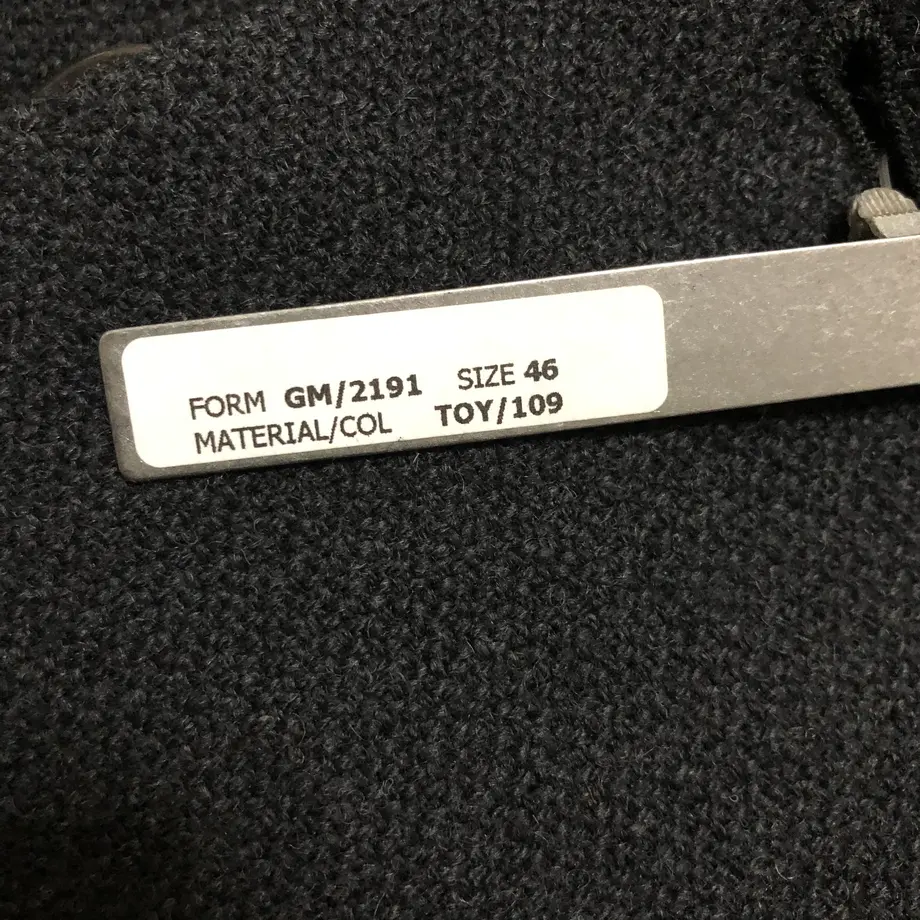 FORM GM/2191 SIZE 46
MATERIAL/COL TOY/109